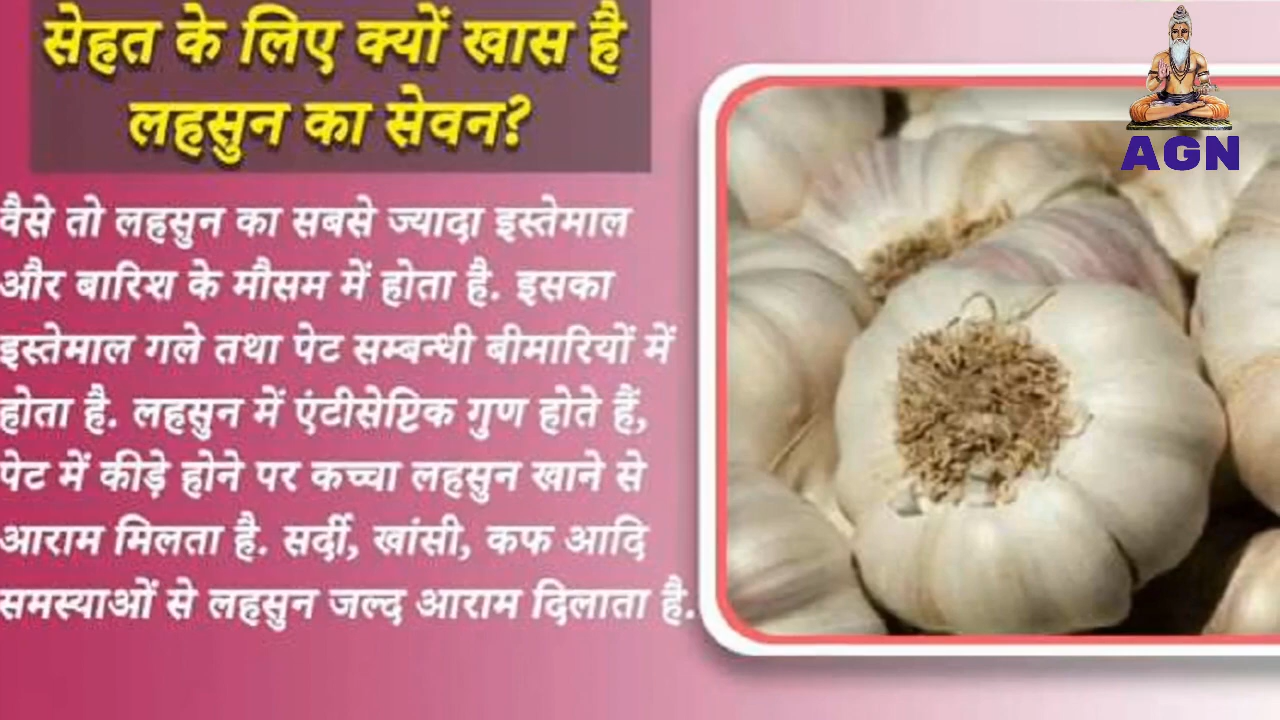 सेहत के लिए क्यों खास है
लहसुन का सेवन?
वैसे तो लहसुन का सबसे ज्यादा इस्तेमाल
और बारिश के मौसम में होता है. इसका
इस्तेमाल गले तथा पेट सम्बन्धी बीमारियों में
होता है. लहसुन में एंटीसेप्टिक गुण होते हैं,
पेट में कीड़े होने पर कच्चा लहसुन खाने से
आराम मिलता है. सर्दी, खांसी, कफ आदि
समस्याओं से लहसुन जल्द आराम दिलाता है.
AGN